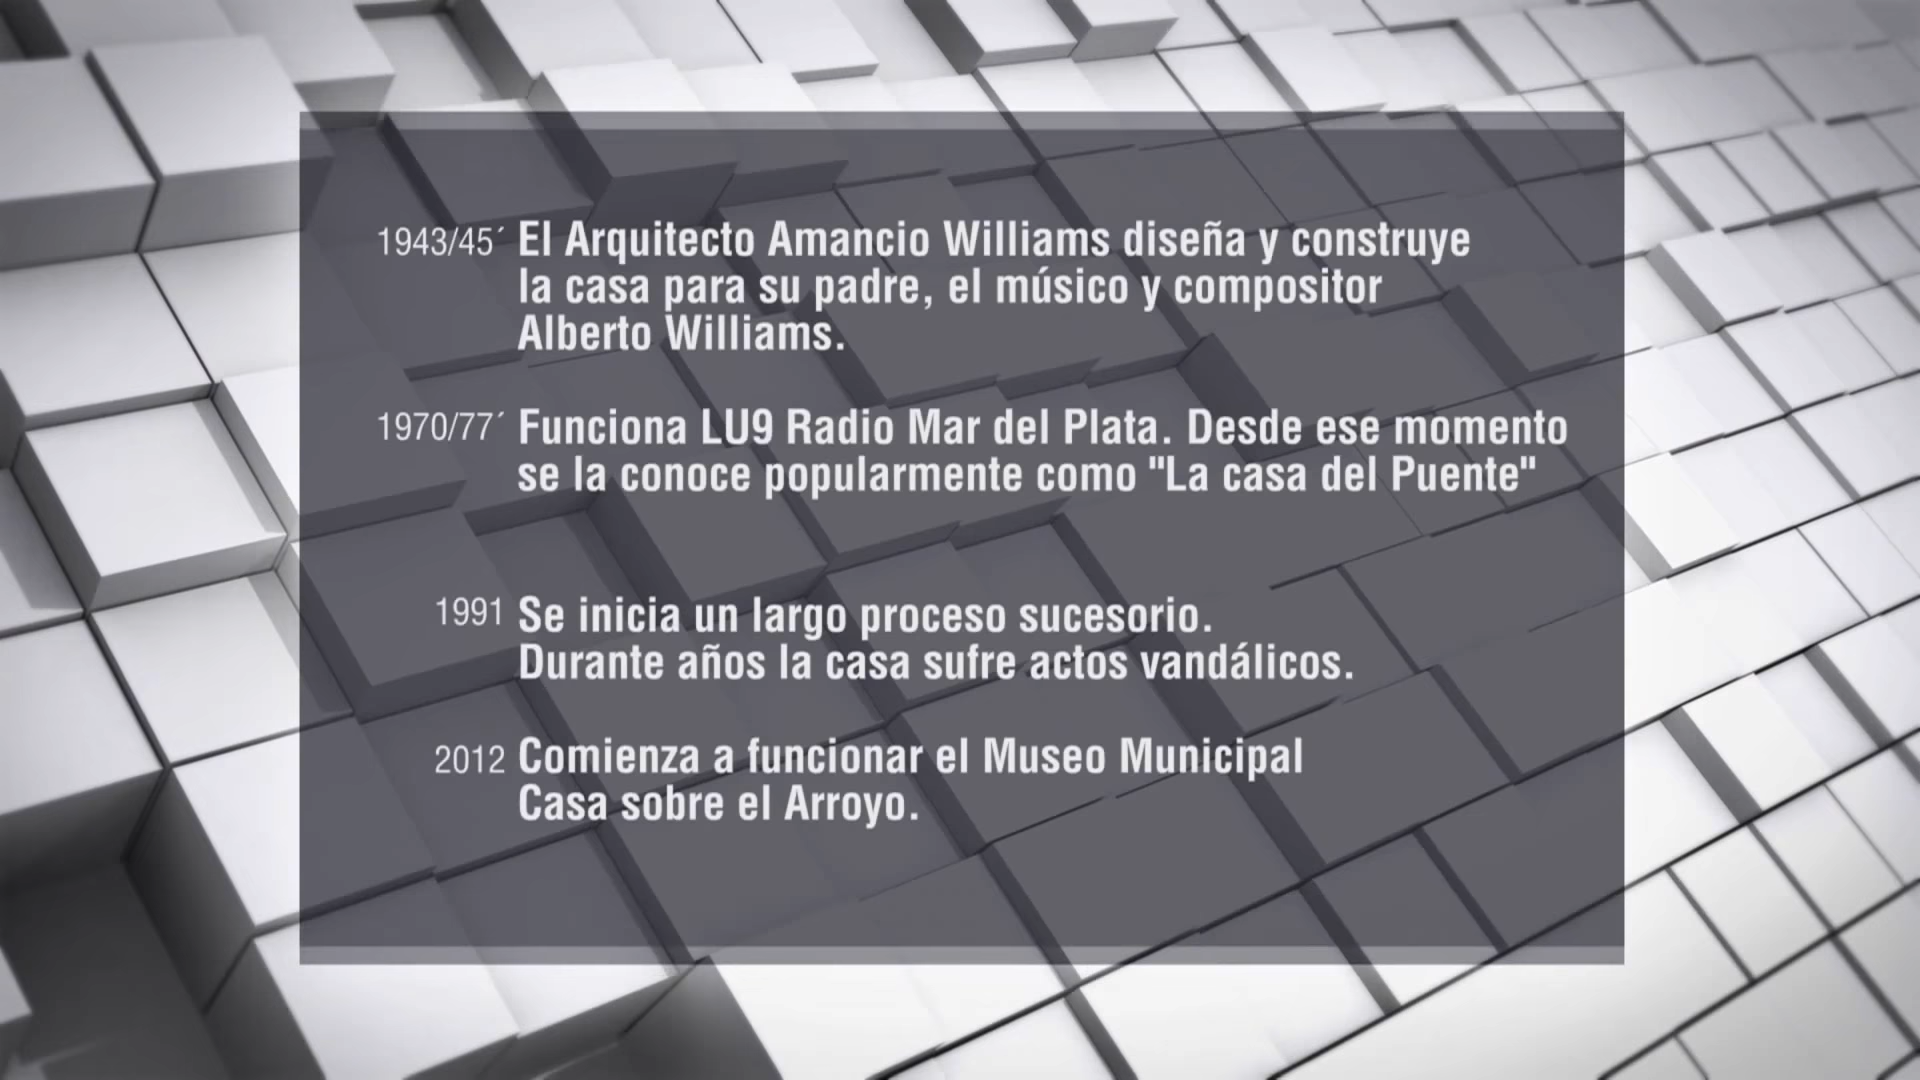 1943/45´ El Arquitecto Amancio Williams diseña y construye
la casa para su padre, el músico y compositor
Alberto Williams.
1970/77´ Funciona LU9 Radio Mar del Plata. Desde ese momento
se la conoce popularmente como "La casa del Puente"
1991 Se inicia un largo proceso sucesorio.
Durante años la casa sufre actos vandálicos.
2012 Comienza a funcionar el Museo Municipal
Casa sobre el Arroyo.